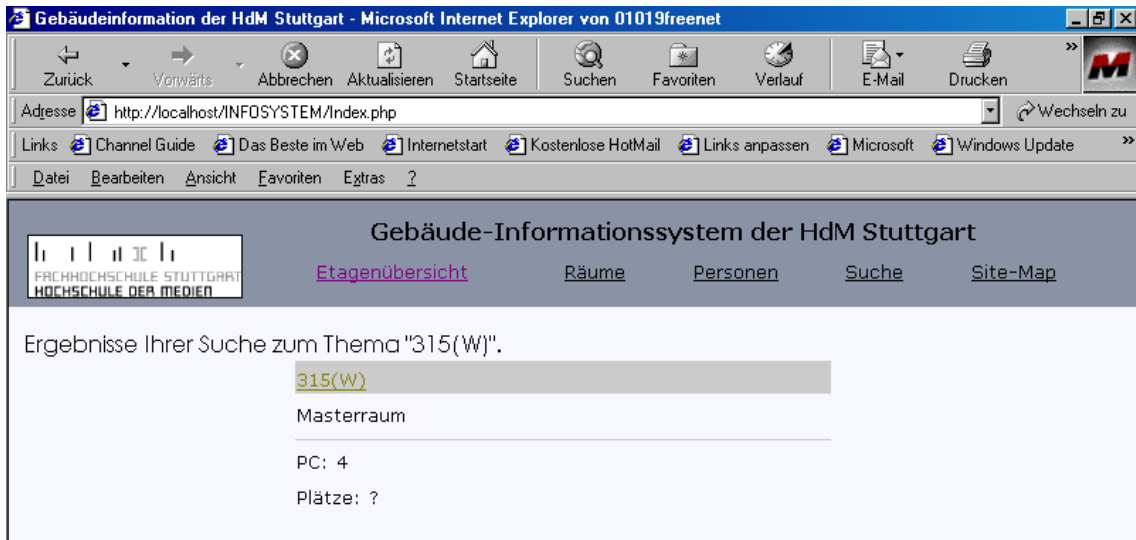 Gebäudeinformation der HdM Stuttgart - Microsoft Internet Explorer von 01019freenet
Zurück Vorwärts Abbrechen Aktualisieren Startseite Suchen Favoriten Verlauf E-Mail Drucken »
Adresse http://localhost/INFOSYSTEM/Index.php Wechseln zu
Links Channel Guide Das Beste im Web Internetstart Kostenlose HotMail Links anpassen Microsoft Windows Update »
Datei Bearbeiten Ansicht Favoriten Extras ?
Gebäude-Informationssystem der HdM Stuttgart
FACHHOCHSCHULE STUTTGART
HOCHSCHULE DER MEDIEN
Etagenübersicht Räume Personen Suche Site-Map
Ergebnisse Ihrer Suche zum Thema "315(W)".
315(W)
Masterraum
PC: 4
Plätze: ?